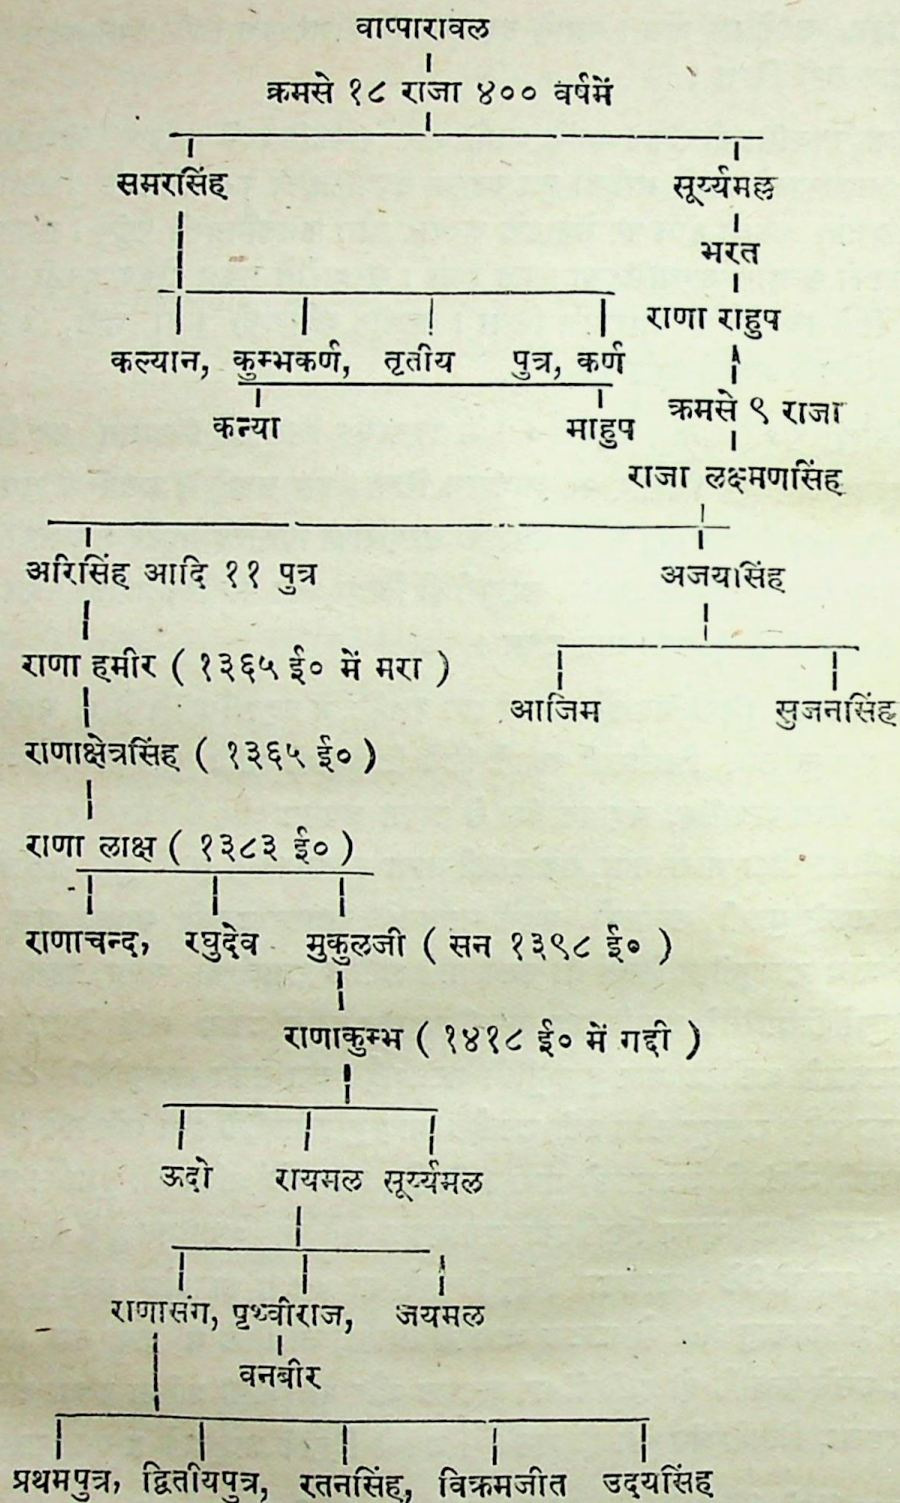 वाप्पारावल
क्रमसे १८ राजा ४०० वर्षमें
समरसिंह सूर्य्यमल्ल
भरत
राणा राहुप
कल्यान, कुम्भकर्ण, तृतीय पुत्र, कर्ण
क्रमसे ९ राजा
कन्या माहुप
राजा लक्ष्मणसिंह
अरिसिंह आदि ११ पुत्र अजयसिंह
राणा हमीर ( १३६५ ई० में मरा )
आजिम सुजनसिंह
राणाक्षेत्रसिंह ( १३६५ ई० )
राणा लाक्ष ( १३८३ ई० )
राणाचन्द, रघुदेव मुकुलजी ( सन १३९८ ई० )
राणाकुम्भ ( १४१८ ई० में गद्दी )
ऊदो रायमल सूर्य्यमल
राणासंग, पृथ्वीराज, जयमल
वनबीर
प्रथमपुत्र, द्वितीयपुत्र, रतनसिंह, विक्रमजीत उदयसिंह